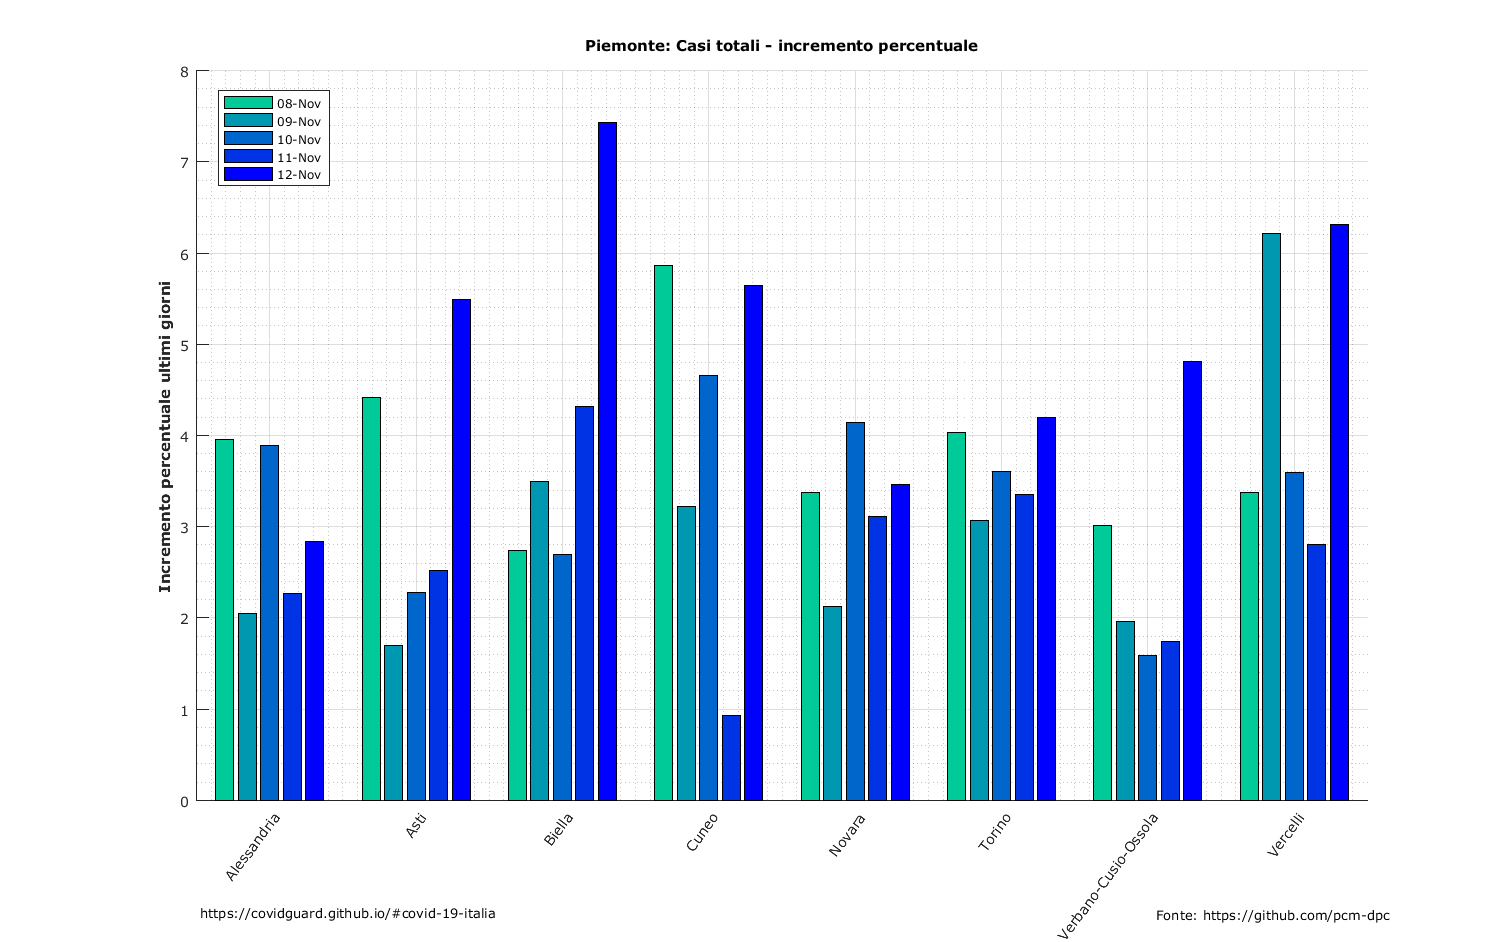 Piemonte: Casi totali - incremento percentuale
8
7
6
5
4
3
2
1
0
Incremento percentuale ultimi giorni
08-Nov
09-Nov
10-Nov
11-Nov
12-Nov
Alessandria
Asti
Biella
Cuneo
Novara
Torino
Verbano-Cusio-Ossola
Vercelli
https://covidguard.github.io/#covid-19-italia
Fonte: https://github.com/pcm-dpc